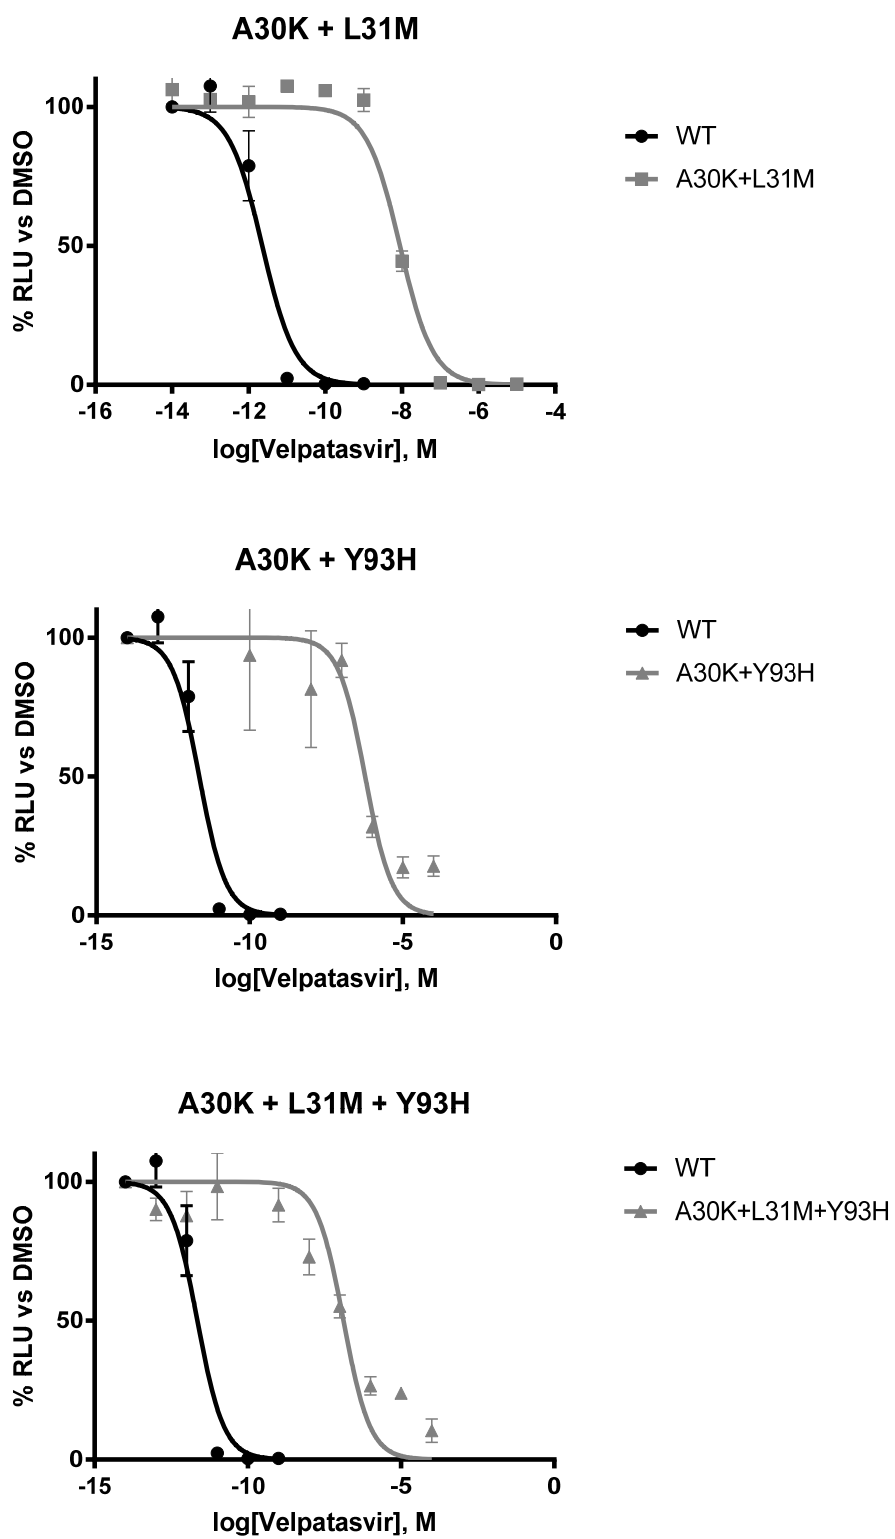 A30K + L31M
% RLU vs DMSO
100
50
0
-16 -14 -12 -10 -8 -6 -4
log[Velpatasvir], M
WT
A30K+L31M
A30K + Y93H
% RLU vs DMSO
100
50
0
-15 -10 -5 0
log[Velpatasvir], M
WT
A30K+Y93H
A30K + L31M + Y93H
% RLU vs DMSO
100
50
0
-15 -10 -5 0
log[Velpatasvir], M
WT
A30K+L31M+Y93H